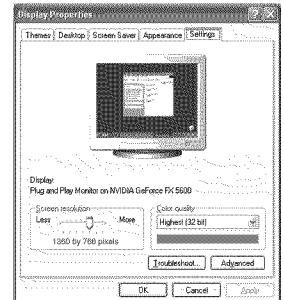 Display Properties
Themes Desktop Screen Saver Appearance Settings
Display:
Plug and Play Monitor on NVIDIA GeForce FX 5600
Screen resolution
Less More
1360 by 768 pixels
Color quality
Highest (32 bit)
Troubleshoot... Advanced
OK Cancel Apply